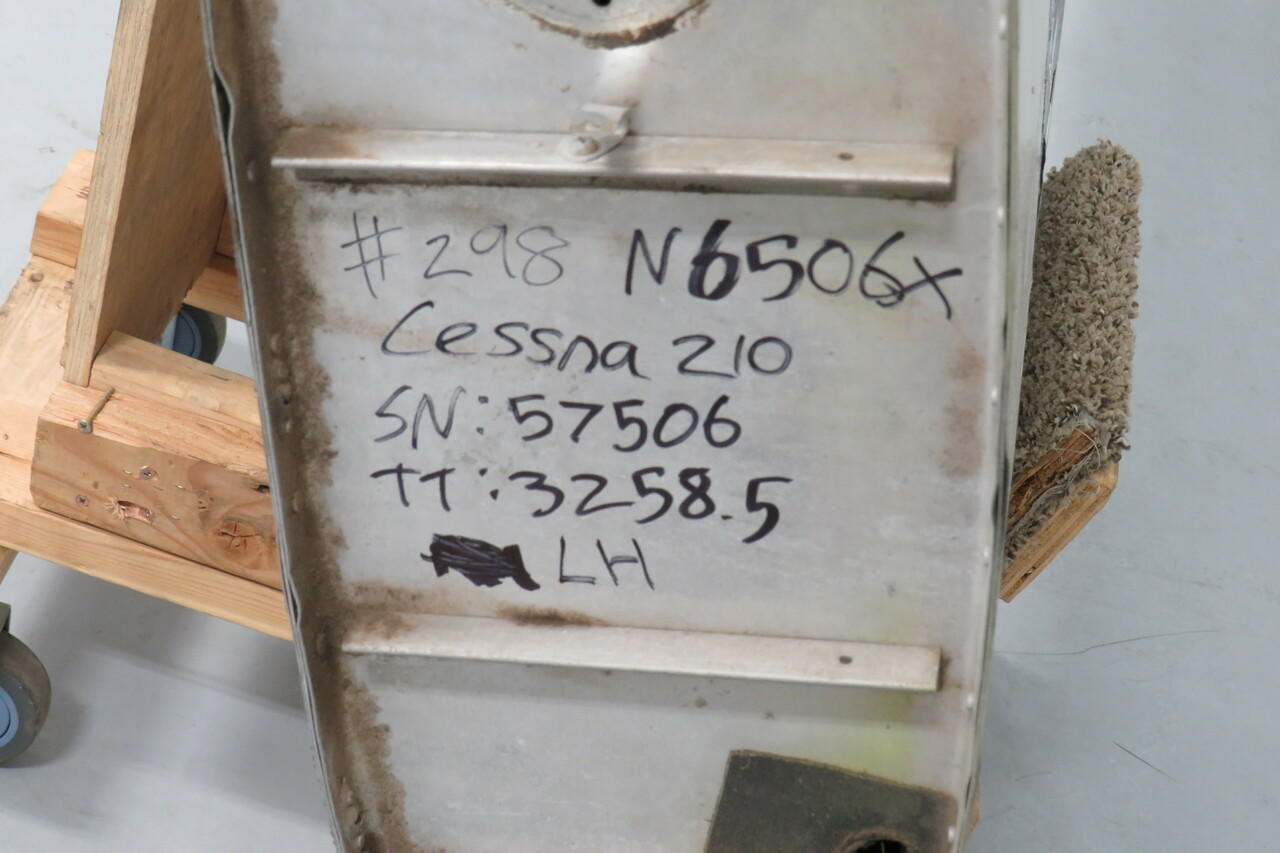 #298 N6506X
Cessna 210
SN: 57506
TT: 3258.5
LH